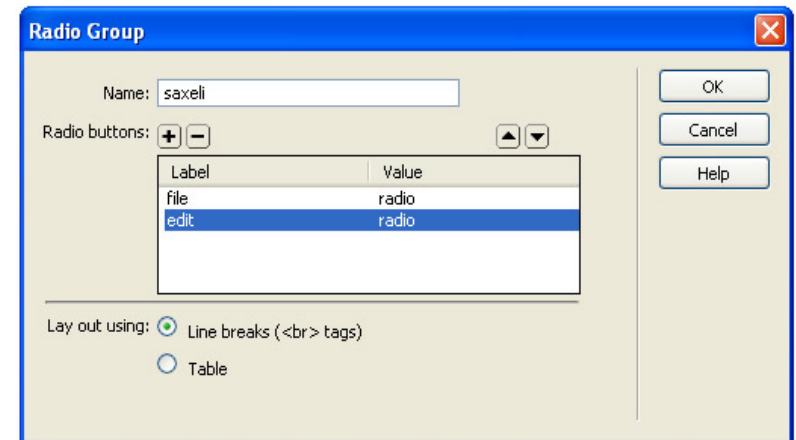 Radio Group
Name: saxeli
OK
Radio buttons:
Cancel
Label Value
Help
file radio
edit radio
Lay out using: Line breaks (<br> tags)
Table